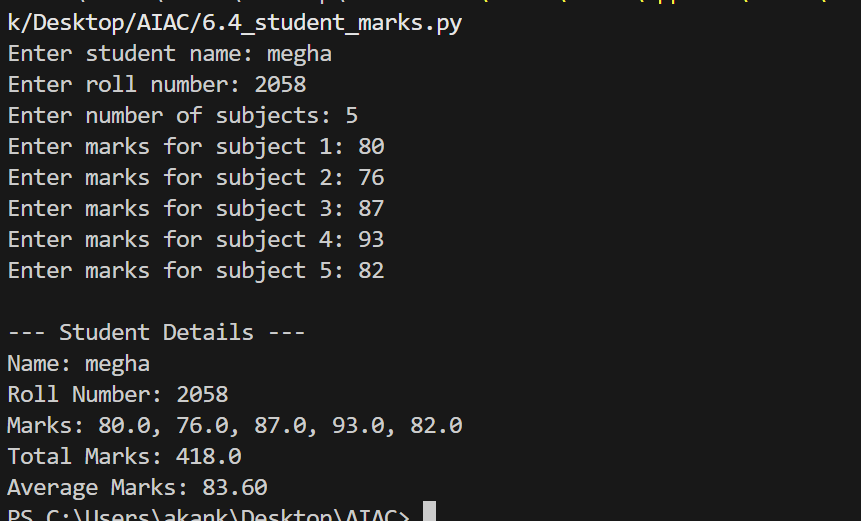 k/Desktop/AIAC/6.4_student_marks.py
Enter student name: megha
Enter roll number: 2058
Enter number of subjects: 5
Enter marks for subject 1: 80
Enter marks for subject 2: 76
Enter marks for subject 3: 87
Enter marks for subject 4: 93
Enter marks for subject 5: 82

--- Student Details ---
Name: megha
Roll Number: 2058
Marks: 80.0, 76.0, 87.0, 93.0, 82.0
Total Marks: 418.0
Average Marks: 83.60
PS C:\Users\akank\Desktop\AIAC>